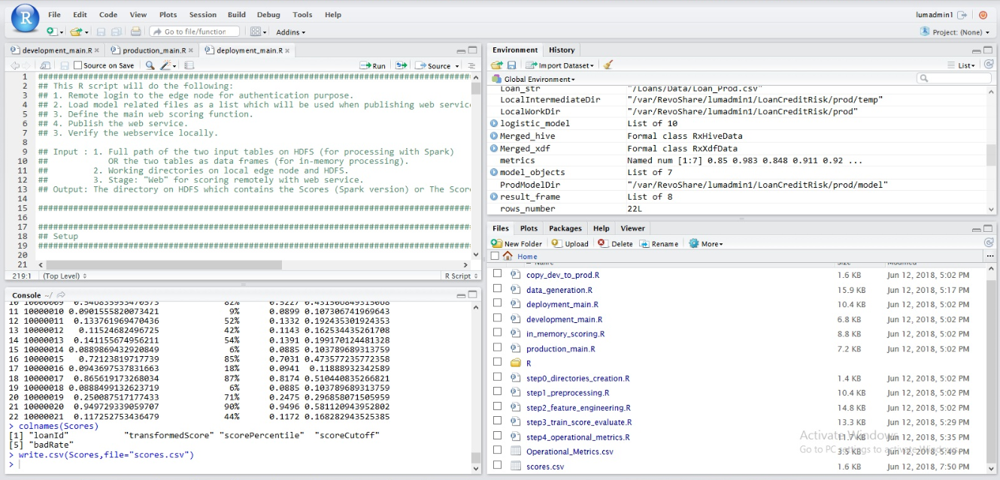 R File Edit Code View Plots Session Build Debug Tools Help lumadmin1
Go to file/function Addins Project: (None)
development_main.R production_main.R deployment_main.R
Source on Save Run Source
1 ##############################
2 ## This R script will do the following:
3 ## 1. Remote login to the edge node for authentication purpose.
4 ## 2. Load model related files as a list which will be used when publishing web servic
5 ## 3. Define the main web scoring function.
6 ## 4. Publish the web service.
7 ## 3. Verify the webservice locally.
8
9 ## Input : 1. Full path of the two input tables on HDFS (for processing with Spark)
10 ## OR the two tables as data frames (for in-memory processing).
11 ## 2. Working directories on local edge node and HDFS.
12 ## 3. Stage: "Web" for scoring remotely with web service.
13 ## Output: The directory on HDFS which contains the Scores (Spark version) or The Scor
14
15 ##############################
16
17 ##############################
18 ## Setup
19 ##############################
20
21
219:1 (Top Level) R Script
Console ~/
10 10000009 0.546835953470573 82% 0.5227 0.431506849315068
11 10000010 0.0901555820073421 9% 0.0899 0.107306741969643
12 10000011 0.133761969470436 52% 0.1332 0.192435301924353
13 10000012 0.11524682496725 42% 0.1143 0.162534435261708
14 10000013 0.141155674956211 54% 0.1391 0.199170124481328
15 10000014 0.0889869432920849 6% 0.0885 0.103789689313759
16 10000015 0.72123819717739 85% 0.7031 0.473577235772358
17 10000016 0.0943697537831663 18% 0.0941 0.11888932342589
18 10000017 0.865619173268034 87% 0.8174 0.510440835266821
19 10000018 0.0888499132623719 6% 0.0885 0.103789689313759
20 10000019 0.250087517177433 71% 0.2475 0.296858071505959
21 10000020 0.949729339059707 90% 0.9496 0.581120943952802
22 10000021 0.117252753436479 44% 0.1172 0.168282943525385
> colnames(Scores)
[1] "loanId" "transformedScore" "scorePercentile" "scoreCutoff"
[5] "badRate"
> write.csv(Scores,file="scores.csv")
>
Environment History
Import Dataset List
Global Environment
Loan_str "/Loans/Data/Loan_Prod.csv"
LocalIntermediateDir "/var/RevoShare/lumadmin1/LoanCreditRisk/prod/temp"
LocalWorkDir "/var/RevoShare/lumadmin1/LoanCreditRisk/prod"
logistic_model List of 10
Merged_hive Formal class RxHiveData
Merged_xdf Formal class RxXdfData
metrics Named num [1:7] 0.85 0.983 0.848 0.911 0.92 ...
model_objects List of 7
ProdModelDir "/var/RevoShare/lumadmin1/LoanCreditRisk/prod/model"
result_frame List of 8
rows_number 22L
Files Plots Packages Help Viewer
New Folder Upload Delete Rename More
Home ...
Name Size Modified
copy_dev_to_prod.R 1.6 KB Jun 12, 2018, 5:02 PM
data_generation.R 15.9 KB Jun 12, 2018, 5:17 PM
deployment_main.R 10.4 KB Jun 12, 2018, 5:02 PM
development_main.R 6.8 KB Jun 12, 2018, 5:02 PM
in_memory_scoring.R 8.8 KB Jun 12, 2018, 5:02 PM
production_main.R 7.2 KB Jun 12, 2018, 5:02 PM
R
step0_directories_creation.R 1.4 KB Jun 12, 2018, 5:02 PM
step1_preprocessing.R 10.4 KB Jun 12, 2018, 5:02 PM
step2_feature_engineering.R 14.8 KB Jun 12, 2018, 5:02 PM
step3_train_score_evaluate.R 13.3 KB Jun 12, 2018, 5:29 PM
step4_operational_metrics.R 11.7 KB Jun 12, 2018, 5:35 PM
Operational_Metrics.csv 3.5 KB Jun 12, 2018, 5:49 PM
scores.csv 1.6 KB Jun 12, 2018, 7:50 PM
Activate Windows
Go to PC settings to activate Windows.